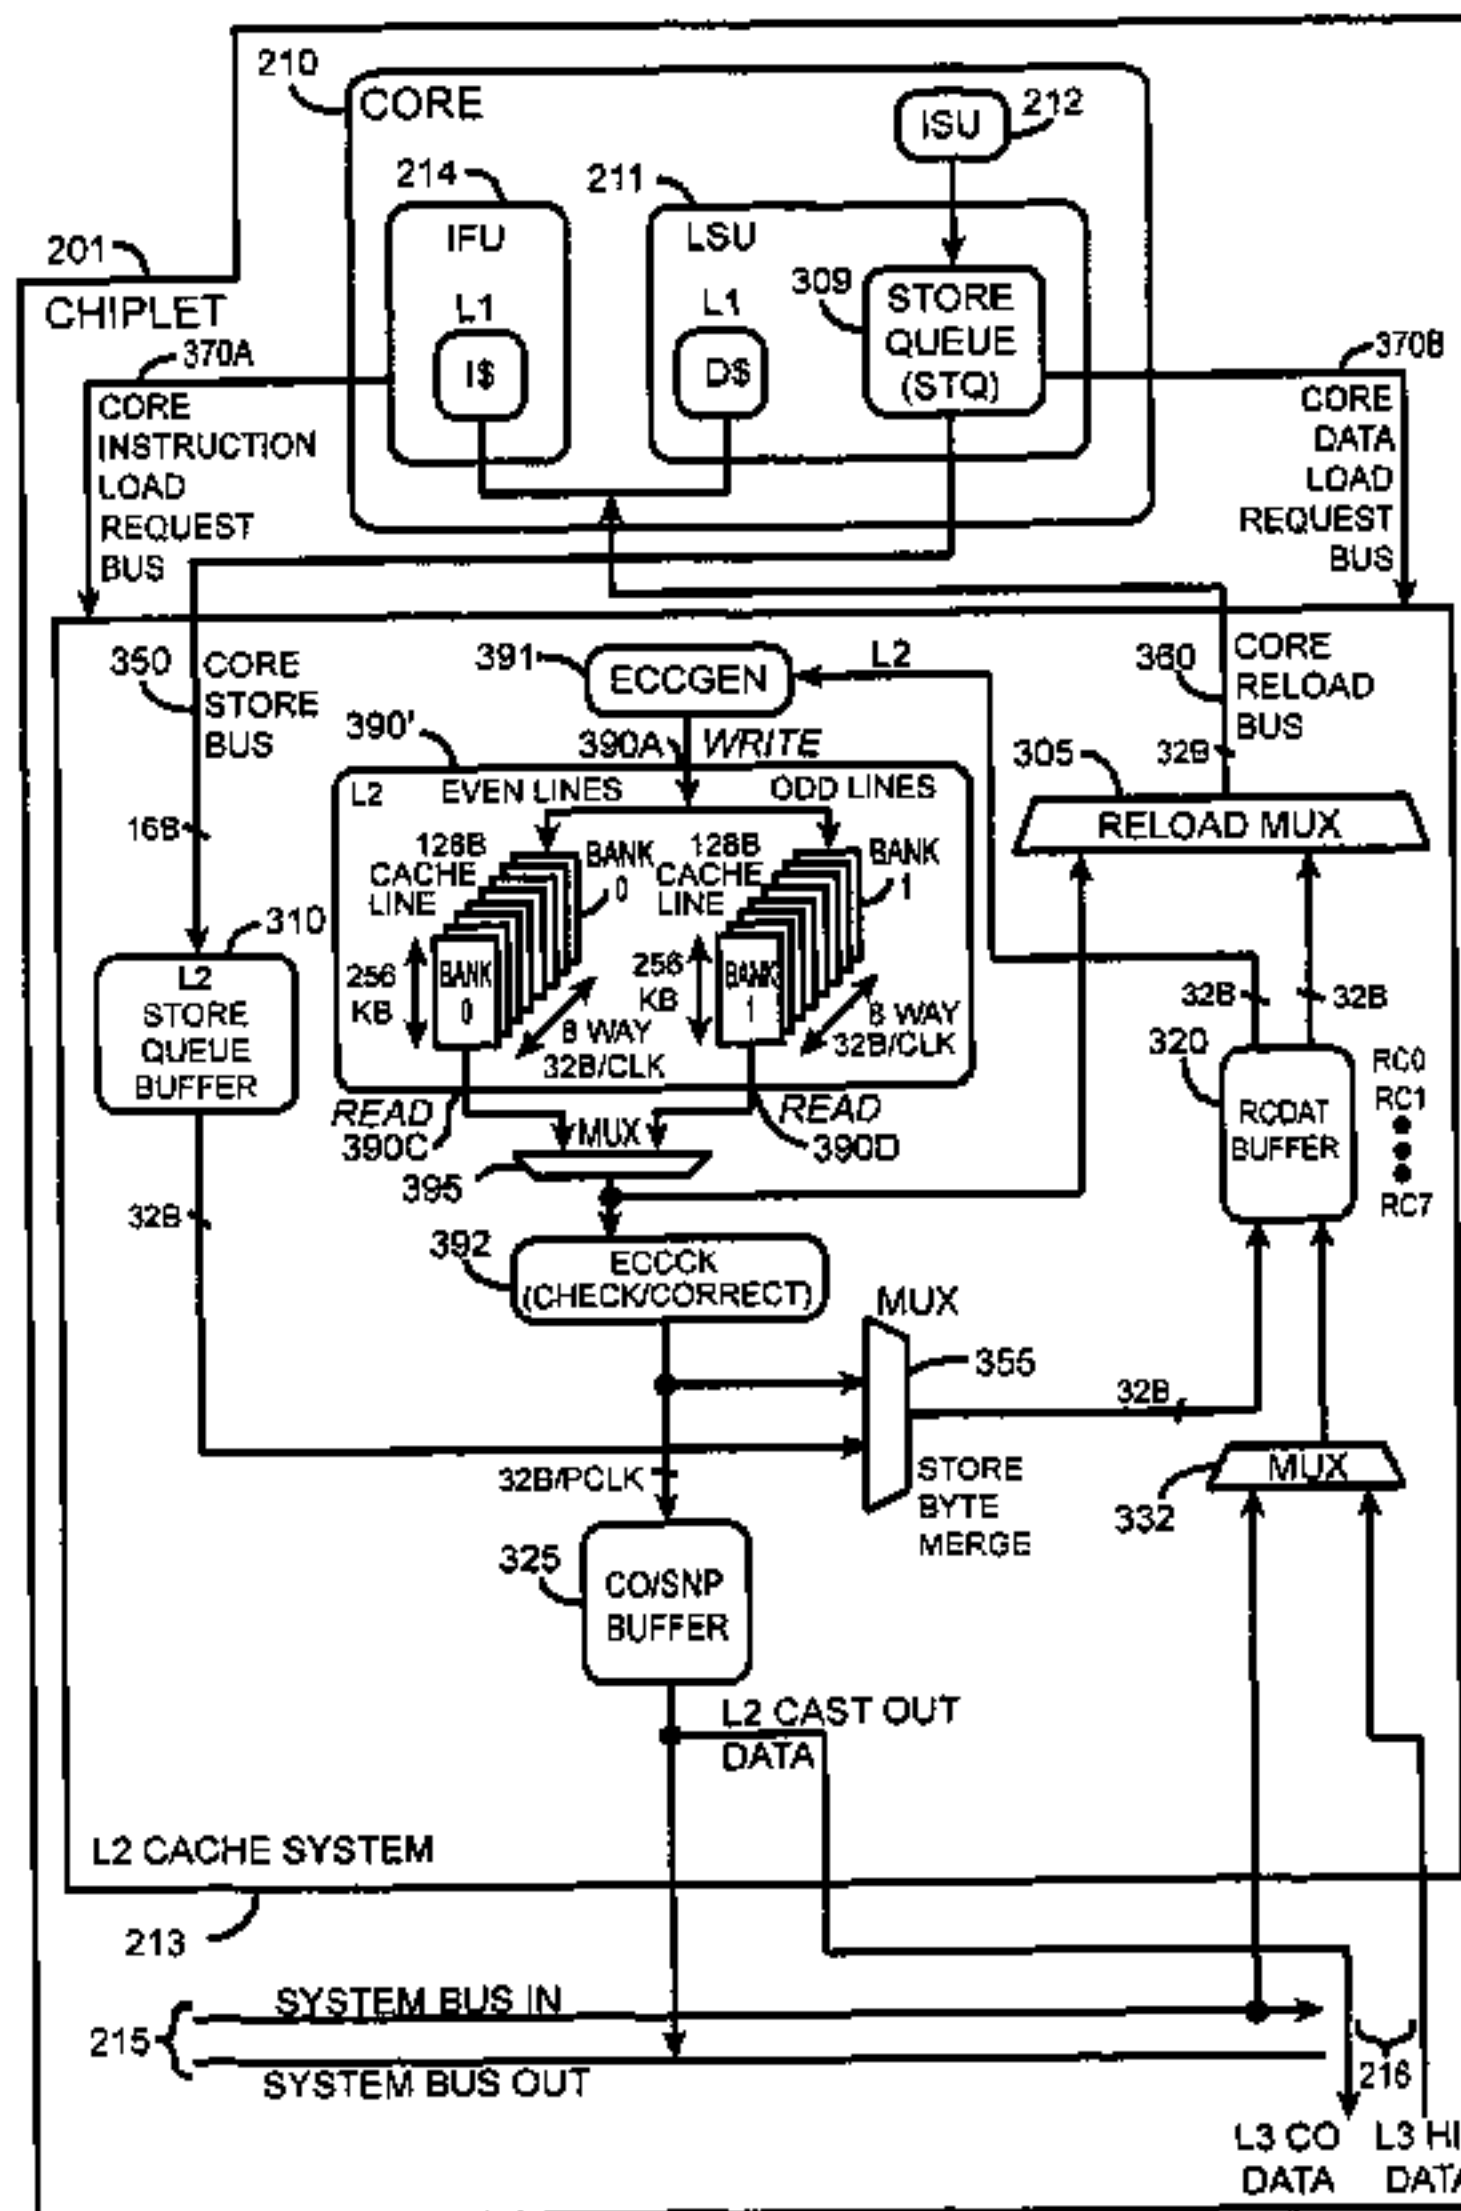 210
CORE
ISU
212
214
211
IFU
LSU
201
CHIPLET
309
STORE
QUEUE
(STQ)
L1
I$
L1
D$
370A
370B
CORE
INSTRUCTION
LOAD
REQUEST
BUS
CORE
DATA
LOAD
REQUEST
BUS
350
CORE
STORE
BUS
391
ECCGEN
L2
360
CORE
RELOAD
BUS
390'
390A
WRITE
32B
305
L2
EVEN LINES
ODD LINES
RELOAD MUX
16B
128B
CACHE
LINE
BANK
0
128B
CACHE
LINE
BANK
1
310
256
KB
BANK
0
256
KB
BANK
1
L2
STORE
QUEUE
BUFFER
8 WAY
32B/CLK
8 WAY
32B/CLK
32B
32B
320
RCDAT
BUFFER
RC0
RC1
RC7
READ
390C
MUX
READ
390D
395
32B
392
ECCCK
(CHECK/CORRECT)
MUX
355
32B
32B/PCLK
STORE
BYTE
MERGE
MUX
332
325
CO/SNP
BUFFER
L2 CAST OUT
DATA
L2 CACHE SYSTEM
213
SYSTEM BUS IN
215
SYSTEM BUS OUT
216
L3 CO
DATA
L3 HI
DATA